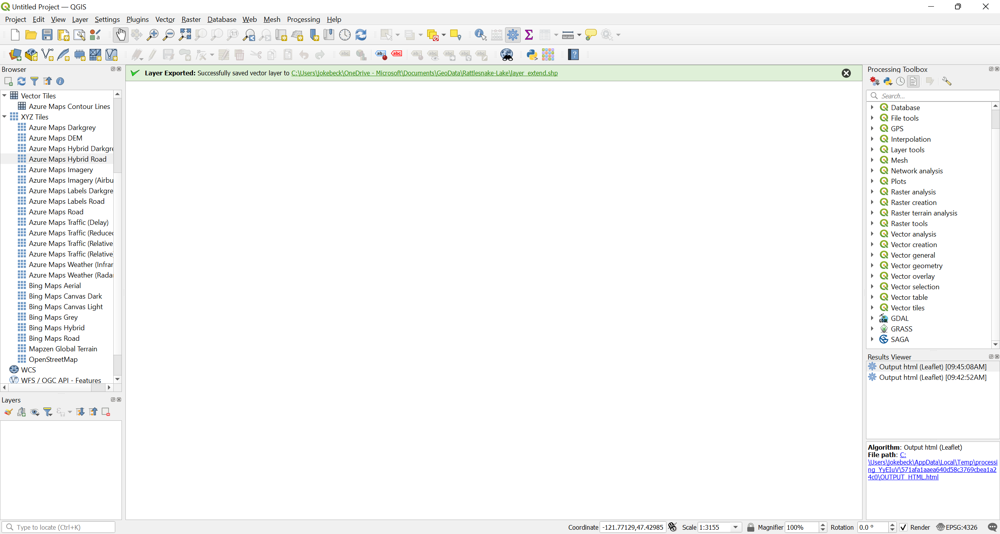 Untitled Project — QGIS
Project Edit View Layer Settings Plugins Vector Raster Database Web Mesh Processing Help
Browser
Layer Exported: Successfully saved vector layer to C:\Users\jokebeck\OneDrive - Microsoft\Documents\GeoData\Rattlesnake-Lake\layer_extend.shp
Vector Tiles
Azure Maps Contour Lines
XYZ Tiles
Azure Maps Darkgrey
Azure Maps DEM
Azure Maps Hybrid Darkgre
Azure Maps Hybrid Road
Azure Maps Imagery
Azure Maps Imagery (Airbu
Azure Maps Labels Darkgre
Azure Maps Labels Road
Azure Maps Road
Azure Maps Traffic (Delay)
Azure Maps Traffic (Reduced
Azure Maps Traffic (Relative
Azure Maps Traffic (Relative
Azure Maps Weather (Infrar
Azure Maps Weather (Radar
Bing Maps Aerial
Bing Maps Canvas Dark
Bing Maps Canvas Light
Bing Maps Grey
Bing Maps Hybrid
Bing Maps Road
Mapzen Global Terrain
OpenStreetMap
WCS
WFS / OGC API - Features
Layers
Processing Toolbox
Search...
Database
File tools
GPS
Interpolation
Layer tools
Mesh
Network analysis
Plots
Raster analysis
Raster creation
Raster terrain analysis
Raster tools
Vector analysis
Vector creation
Vector general
Vector geometry
Vector overlay
Vector selection
Vector table
Vector tiles
GDAL
GRASS
SAGA
Results Viewer
Output html (Leaflet) [09:45:08AM]
Output html (Leaflet) [09:42:52AM]
Algorithm: Output html (Leaflet)
File path: C:
\Users\jokebeck\AppData\Local\Temp\processi
ng_YyEIuV\571afa1aaea640d58c3769cbea1a2
4c0\OUTPUT_HTML.html
Type to locate (Ctrl+K)
Coordinate -121.77129,47.42985 Scale 1:3155 Magnifier 100% Rotation 0.0 ° Render EPSG:4326